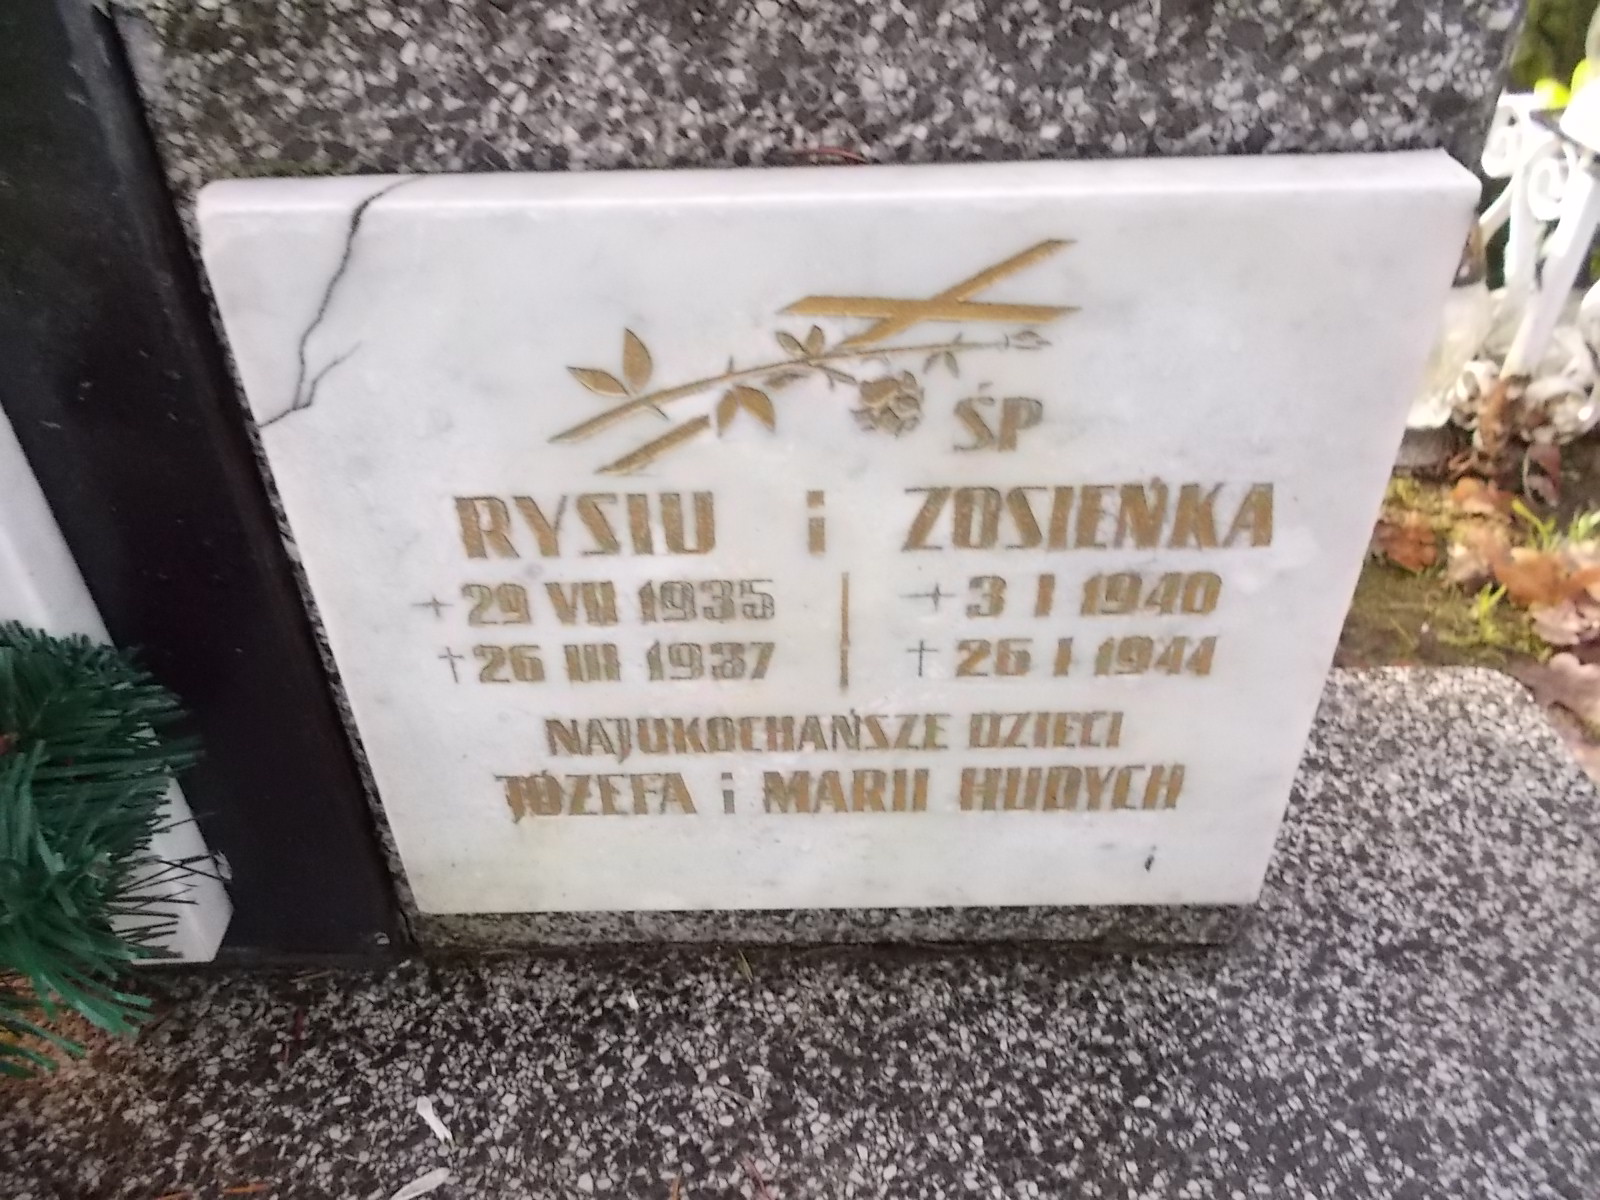 ŚP
RYSIU i ZOSIEŃKA
+ 29 VII 1935 + 3 I 1940
† 26 III 1937 † 26 I 1944
NAJUKOCHAŃSZE DZIECI
JÓZEFA i MARII HUDYCH